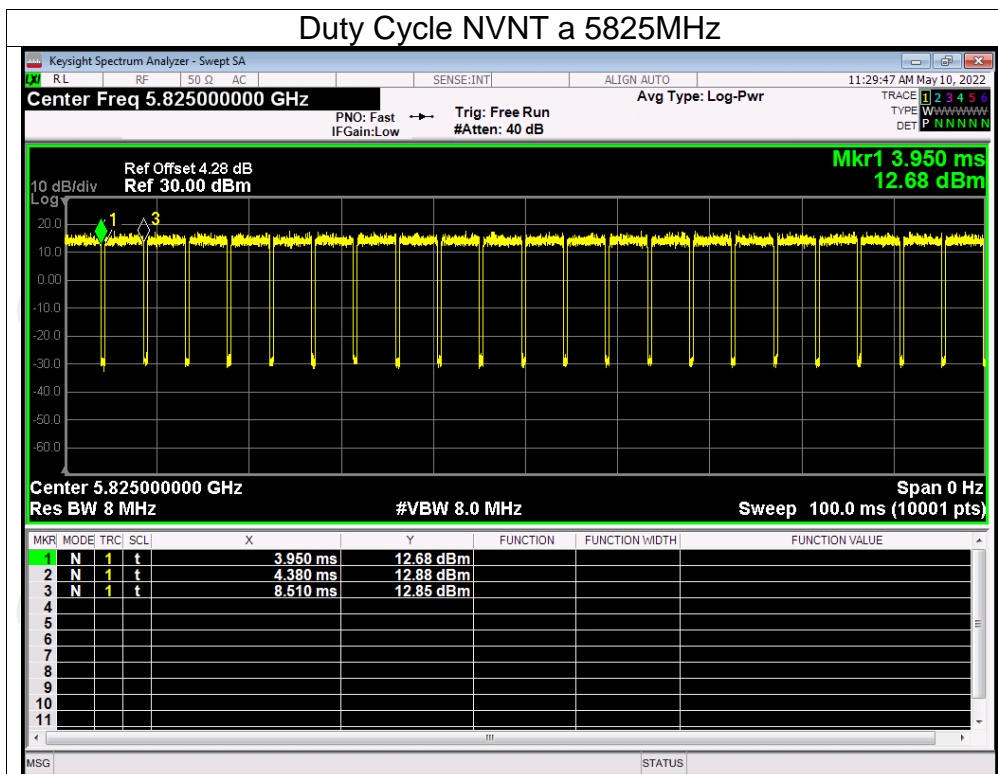 Duty Cycle NVNT a 5825MHz
Keysight Spectrum Analyzer - Swept SA
LXI RL RF 50 Ω AC SENSE:INT ALIGN AUTO 11:29:47 AM May 10, 2022
Center Freq 5.825000000 GHz Avg Type: Log-Pwr TRACE 1 2 3 4 5 6
PNO: Fast Trig: Free Run TYPE WWWWWW
IFGain:Low #Atten: 40 dB DET P N N N N N
Mkr1 3.950 ms
Ref Offset 4.28 dB
10 dB/div Ref 30.00 dBm 12.68 dBm
Log
1 3
20.0
10.0
0.00
-10.0
-20.0
-30.0
-40.0
-50.0
-60.0
Center 5.825000000 GHz Span 0 Hz
Res BW 8 MHz #VBW 8.0 MHz Sweep 100.0 ms (10001 pts)
MKR MODE TRC SCL X Y FUNCTION FUNCTION WIDTH FUNCTION VALUE
1 N 1 t 3.950 ms 12.68 dBm
2 N 1 t 4.380 ms 12.88 dBm
3 N 1 t 8.510 ms 12.85 dBm
4
5
6
7
8
9
10
11
MSG STATUS